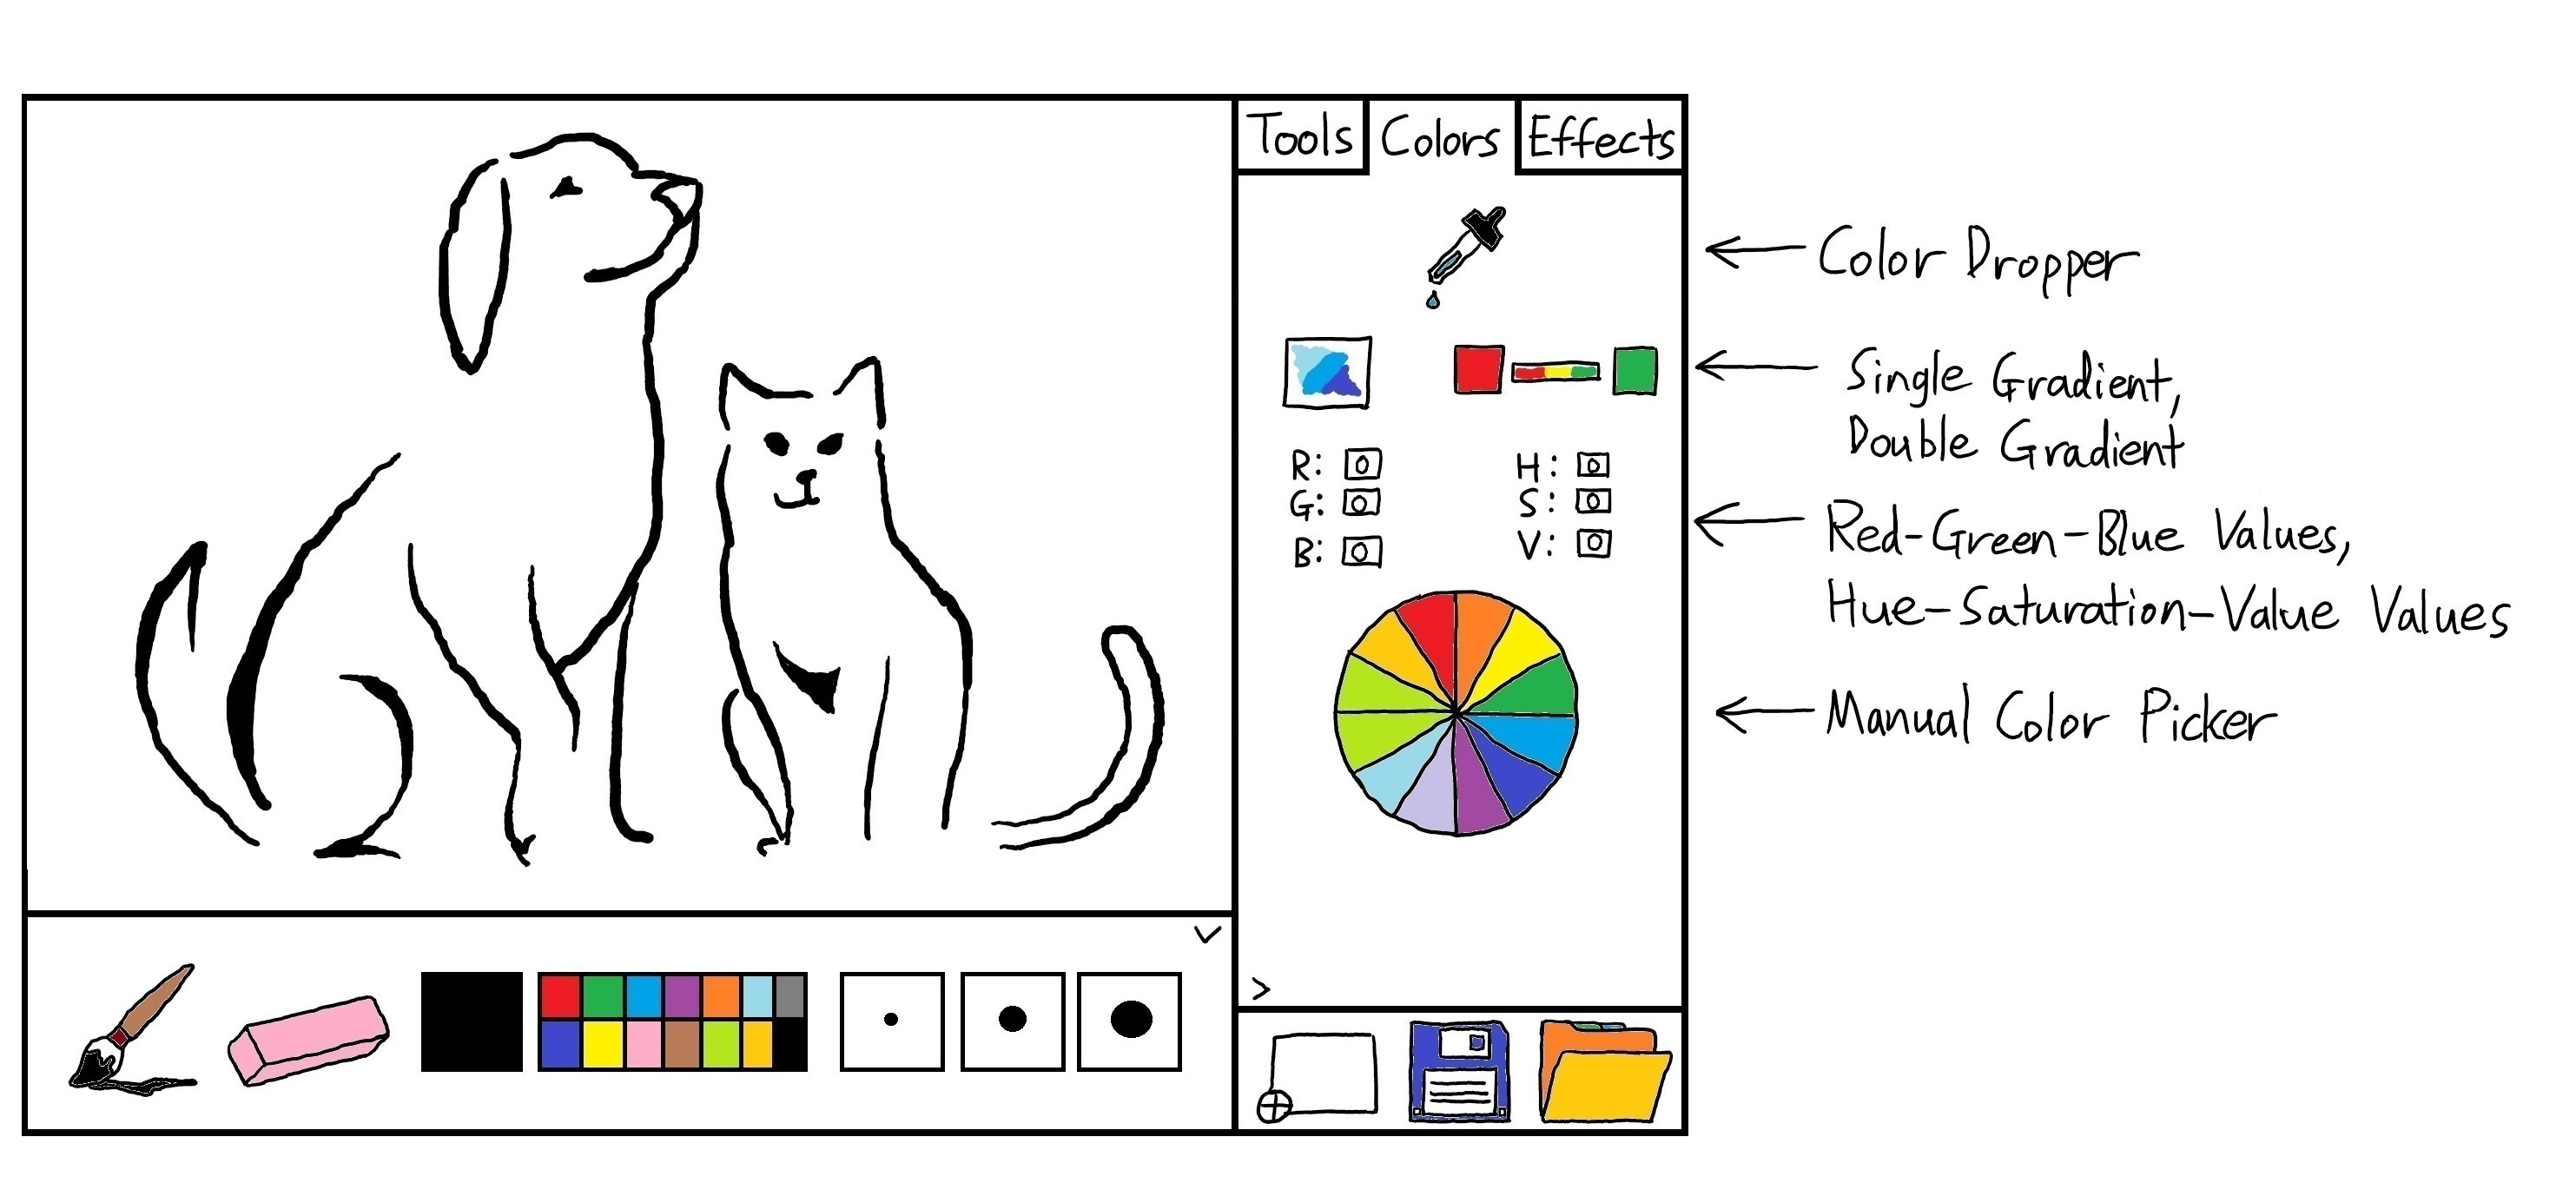 Tools Colors Effects
Color Dropper
Single Gradient,
Double Gradient
R: 0 H: 0
G: 0 S: 0
B: 0 V: 0
Red-Green-Blue Values,
Hue-Saturation-Value Values
Manual Color Picker